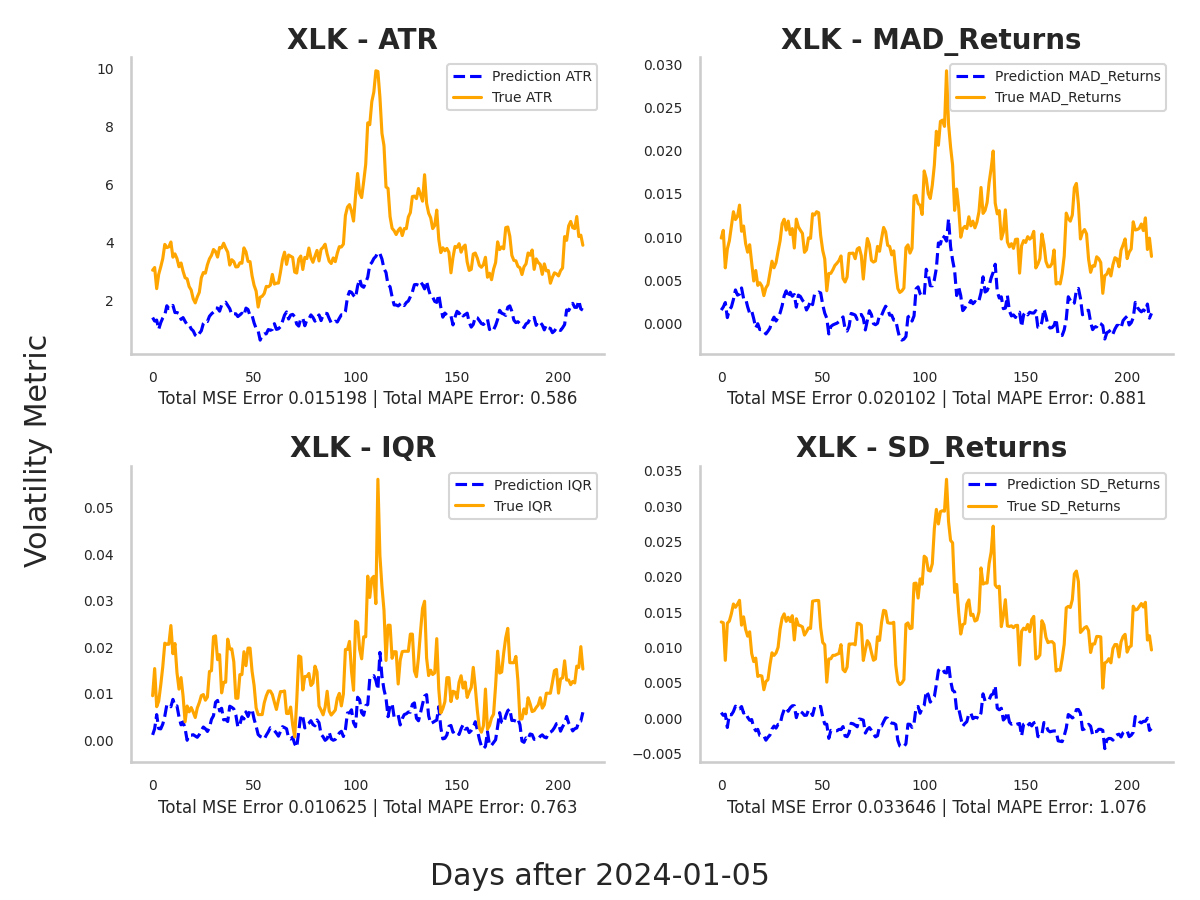 XLK - ATR
10
8
6
4
2
Prediction ATR
True ATR
0
50
100
150
200
Total MSE Error 0.015198 | Total MAPE Error: 0.586
XLK - MAD_Returns
0.030
0.025
0.020
0.015
0.010
0.005
0.000
Prediction MAD_Returns
True MAD_Returns
0
50
100
150
200
Total MSE Error 0.020102 | Total MAPE Error: 0.881
Volatility Metric
XLK - IQR
0.05
0.04
0.03
0.02
0.01
0.00
Prediction IQR
True IQR
0
50
100
150
200
Total MSE Error 0.010625 | Total MAPE Error: 0.763
XLK - SD_Returns
0.035
0.030
0.025
0.020
0.015
0.010
0.005
0.000
−0.005
Prediction SD_Returns
True SD_Returns
0
50
100
150
200
Total MSE Error 0.033646 | Total MAPE Error: 1.076
Days after 2024-01-05